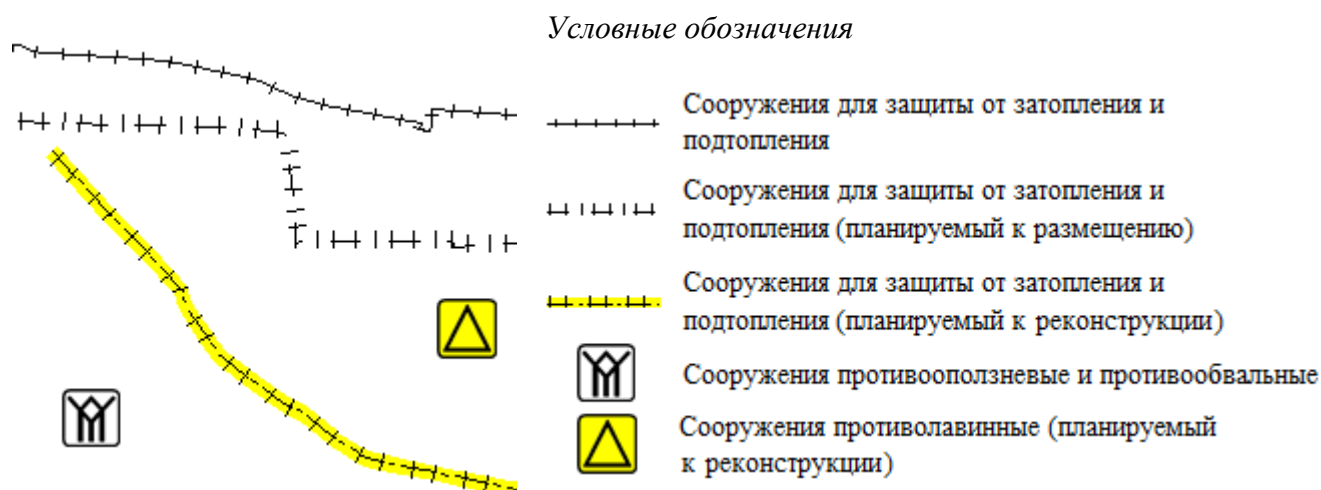 Условные обозначения
Сооружения для защиты от затопления и
подтопления
Сооружения для защиты от затопления и
подтопления (планируемый к размещению)
Сооружения для защиты от затопления и
подтопления (планируемый к реконструкции)
Сооружения противооползневые и противообвальные
Сооружения противолавинные (планируемый
к реконструкции)